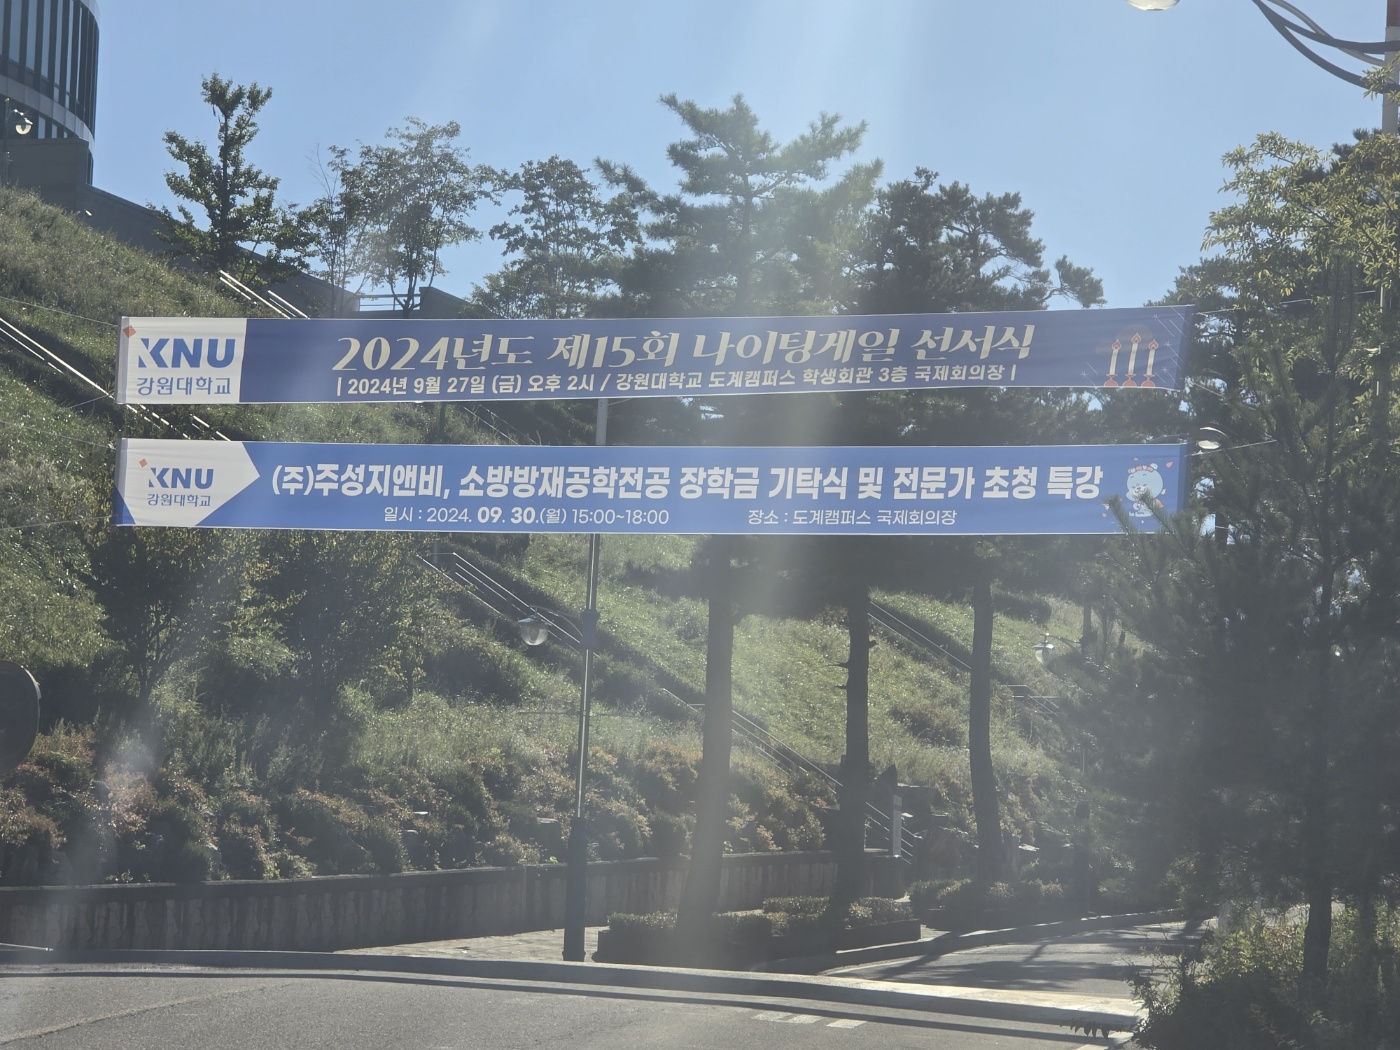 KNU
강원대학교
2024년도 제15회 나이팅게일 선서식
| 2024년 9월 27일 (금) 오후 2시 / 강원대학교 도계캠퍼스 학생회관 3층 국제회의장 |
KNU
강원대학교
(주)주성지앤비, 소방방재공학전공 장학금 기탁식 및 전문가 초청 특강
일시 : 2024. 09. 30.(월) 15:00~18:00 장소 : 도계캠퍼스 국제회의장